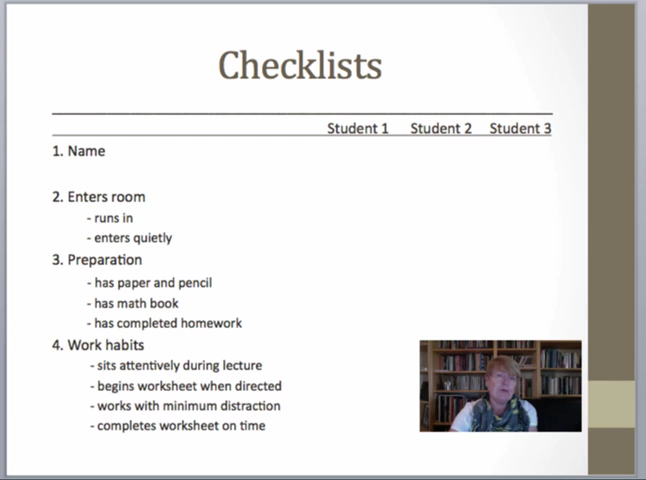 Checklists
Student 1 Student 2 Student 3
1. Name
2. Enters room
- runs in
- enters quietly
3. Preparation
- has paper and pencil
- has math book
- has completed homework
4. Work habits
- sits attentively during lecture
- begins worksheet when directed
- works with minimum distraction
- completes worksheet on time